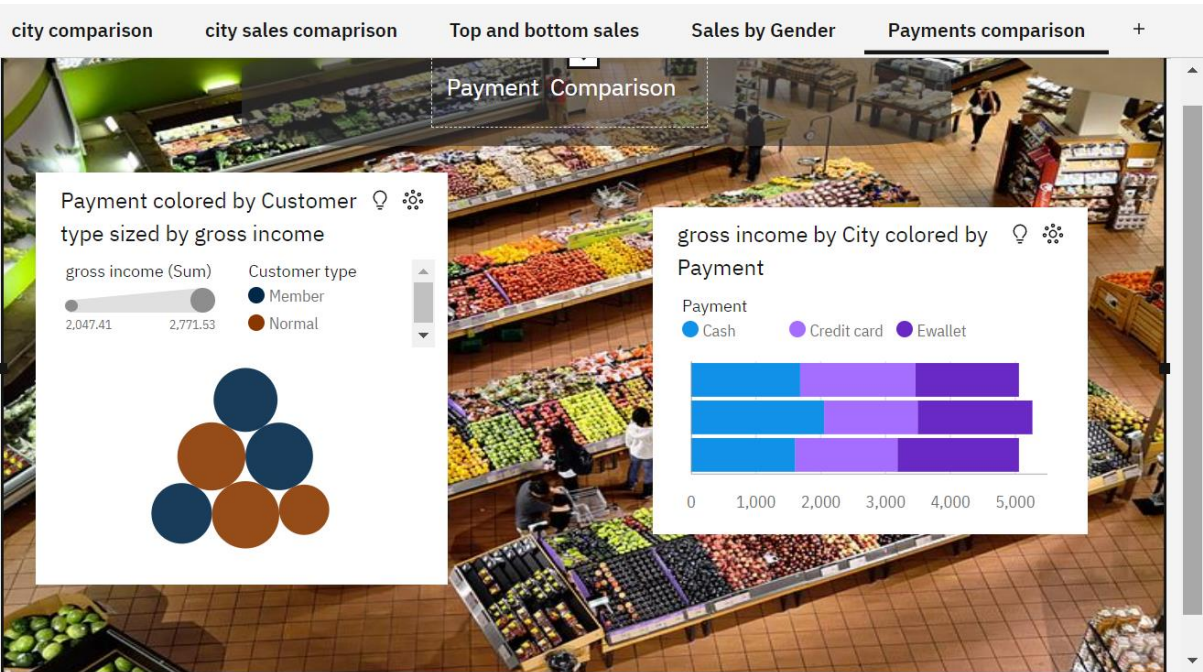 city comparison
city sales comaprison
Top and bottom sales
Sales by Gender
Payments comparison
+
Payment Comparison
Payment colored by Customer
type sized by gross income
gross income (Sum)
2,047.41 2,771.53
Customer type
Member
Normal
gross income by City colored by
Payment
Payment
Cash Credit card Ewallet
0 1,000 2,000 3,000 4,000 5,000